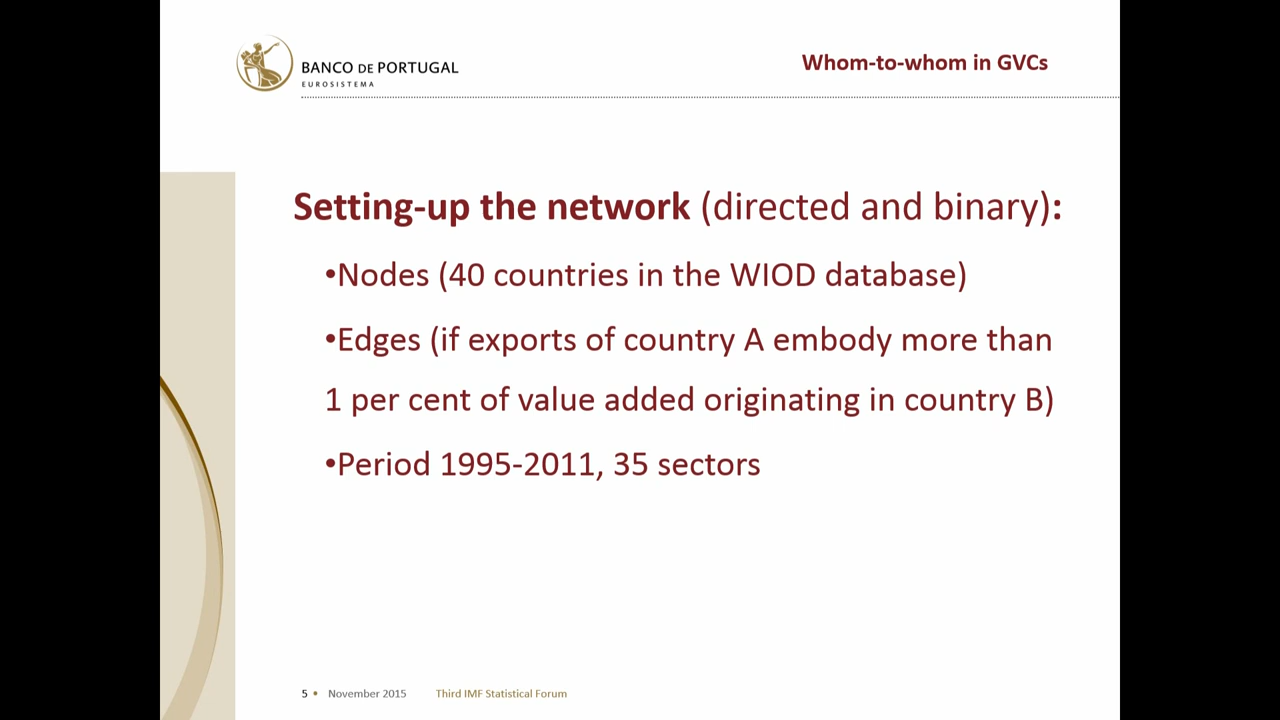 BANCO DE PORTUGAL
EUROSISTEMA
Whom-to-whom in GVCs
Setting-up the network (directed and binary):
•Nodes (40 countries in the WIOD database)
•Edges (if exports of country A embody more than
1 per cent of value added originating in country B)
•Period 1995-2011, 35 sectors
5 • November 2015 Third IMF Statistical Forum